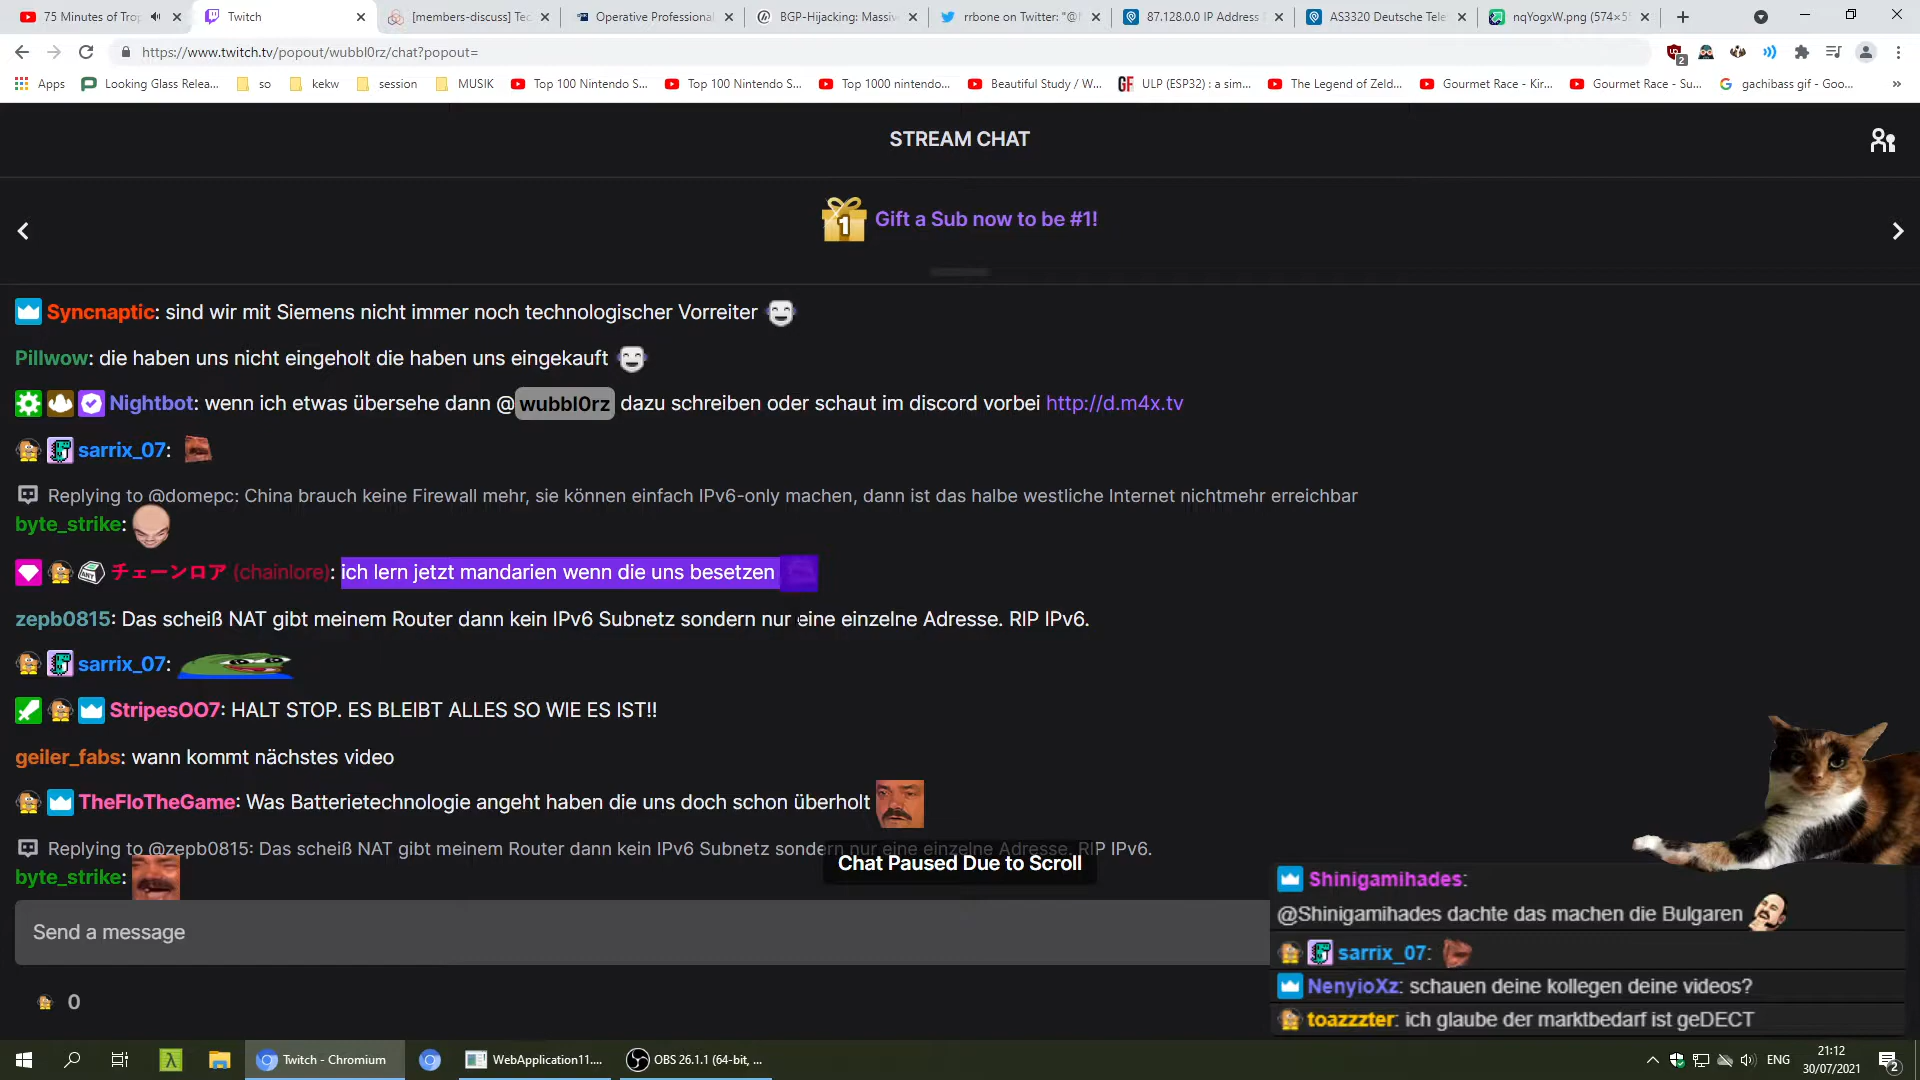 75 Minutes of Trop
Twitch
[members-discuss] Tec
Operative Professional
BGP-Hijacking: Massiv
rrbone on Twitter: "@
87.128.0.0 IP Address
AS3320 Deutsche Tele
nqYogxW.png (574×5
https://www.twitch.tv/popout/wubbl0rz/chat?popout=
2
Apps
Looking Glass Relea...
so
kekw
session
MUSIK
Top 100 Nintendo S...
Top 100 Nintendo S...
Top 1000 nintendo...
Beautiful Study / W...
GF ULP (ESP32) : a sim...
The Legend of Zeld...
Gourmet Race - Kir...
Gourmet Race - Su...
gachibass gif - Goo...
»
STREAM CHAT
1 Gift a Sub now to be #1!
Syncnaptic: sind wir mit Siemens nicht immer noch technologischer Vorreiter
Pillwow: die haben uns nicht eingeholt die haben uns eingekauft
Nightbot: wenn ich etwas übersehe dann @wubbl0rz dazu schreiben oder schaut im discord vorbei http://d.m4x.tv
sarrix_07:
Replying to @domepc: China brauch keine Firewall mehr, sie können einfach IPv6-only machen, dann ist das halbe westliche Internet nichtmehr erreichbar
byte_strike:
チェーンロア (chainlore): ich lern jetzt mandarien wenn die uns besetzen
zepb0815: Das scheiß NAT gibt meinem Router dann kein IPv6 Subnetz sondern nur eine einzelne Adresse. RIP IPv6.
sarrix_07:
StripesOO7: HALT STOP. ES BLEIBT ALLES SO WIE ES IST!!
geiler_fabs: wann kommt nächstes video
TheFloTheGame: Was Batterietechnologie angeht haben die uns doch schon überholt
Replying to @zepb0815: Das scheiß NAT gibt meinem Router dann kein IPv6 Subnetz sondern nur eine einzelne Adresse. RIP IPv6.
Chat Paused Due to Scroll
byte_strike:
Send a message
0
Shinigamihades:
@Shinigamihades dachte das machen die Bulgaren
sarrix_07:
NenyioXz: schauen deine kollegen deine videos?
toazzzter: ich glaube der marktbedarf ist geDECT
Twitch - Chromium
WebApplication11....
OBS 26.1.1 (64-bit, ...
ENG
21:12
30/07/2021
2